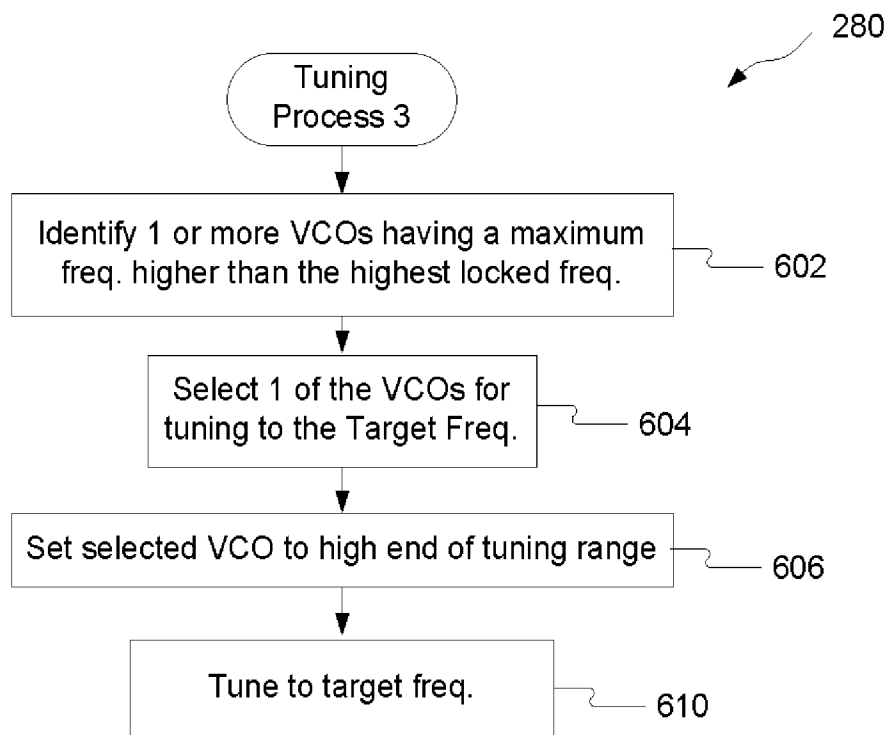 280
Tuning
Process 3
Identify 1 or more VCOs having a maximum
freq. higher than the highest locked freq.
602
Select 1 of the VCOs for
tuning to the Target Freq.
604
Set selected VCO to high end of tuning range
606
Tune to target freq.
610